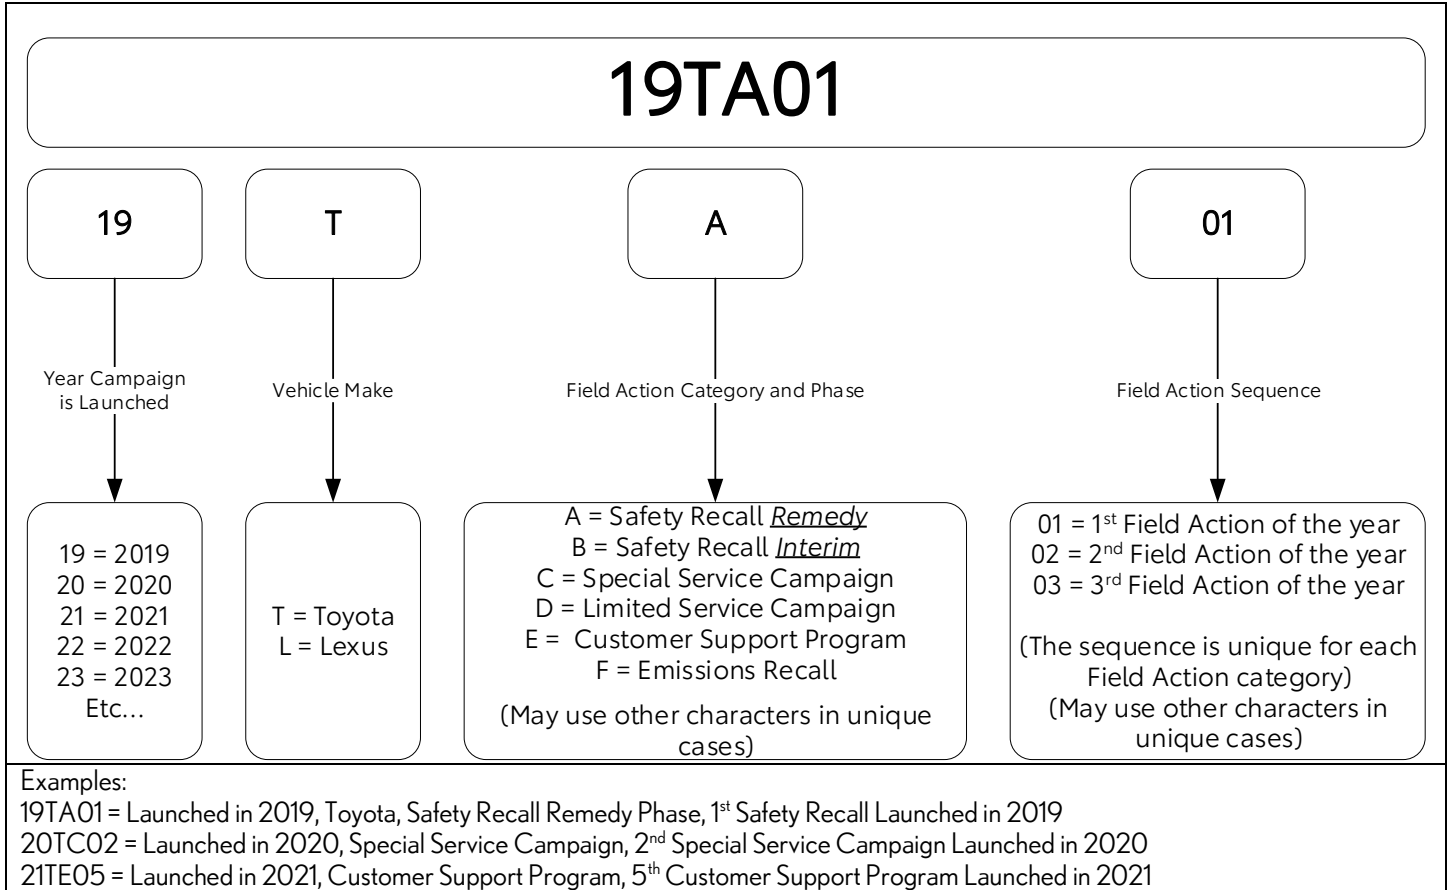 19TA01
19
T
A
01
Year Campaign
is Launched
Vehicle Make
Field Action Category and Phase
Field Action Sequence
19 = 2019
20 = 2020
21 = 2021
22 = 2022
23 = 2023
Etc...
T = Toyota
L = Lexus
A = Safety Recall Remedy
B = Safety Recall Interim
C = Special Service Campaign
D = Limited Service Campaign
E = Customer Support Program
F = Emissions Recall
(May use other characters in unique
cases)
01 = 1st Field Action of the year
02 = 2nd Field Action of the year
03 = 3rd Field Action of the year
(The sequence is unique for each
Field Action category)
(May use other characters in
unique cases)
Examples:
19TA01 = Launched in 2019, Toyota, Safety Recall Remedy Phase, 1st Safety Recall Launched in 2019
20TC02 = Launched in 2020, Special Service Campaign, 2nd Special Service Campaign Launched in 2020
21TE05 = Launched in 2021, Customer Support Program, 5th Customer Support Program Launched in 2021